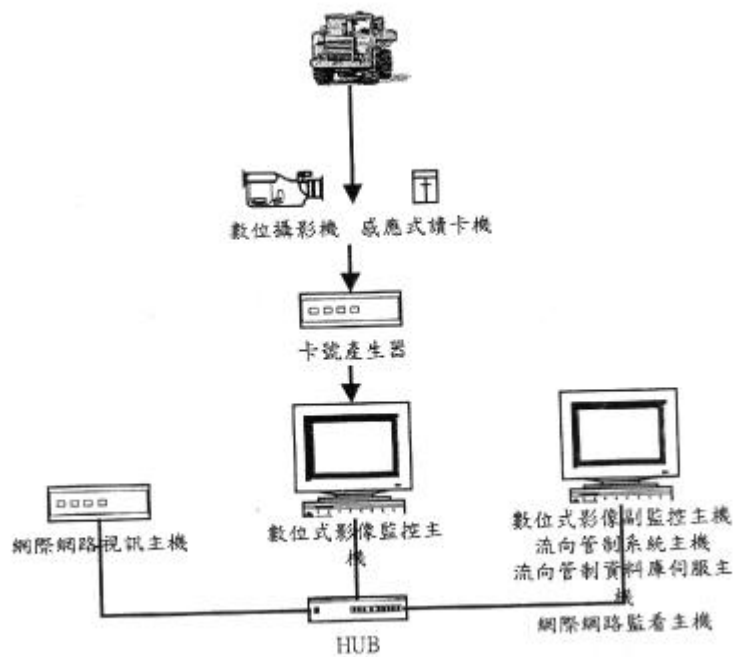 數位攝影機 感應式讀卡機
卡號產生器
數位式影像監控主
機
網際網路視訊主機
數位式影像副監控主機
流向管制系統主機
流向管制資料庫伺服主
機
網際網路監看主機
HUB